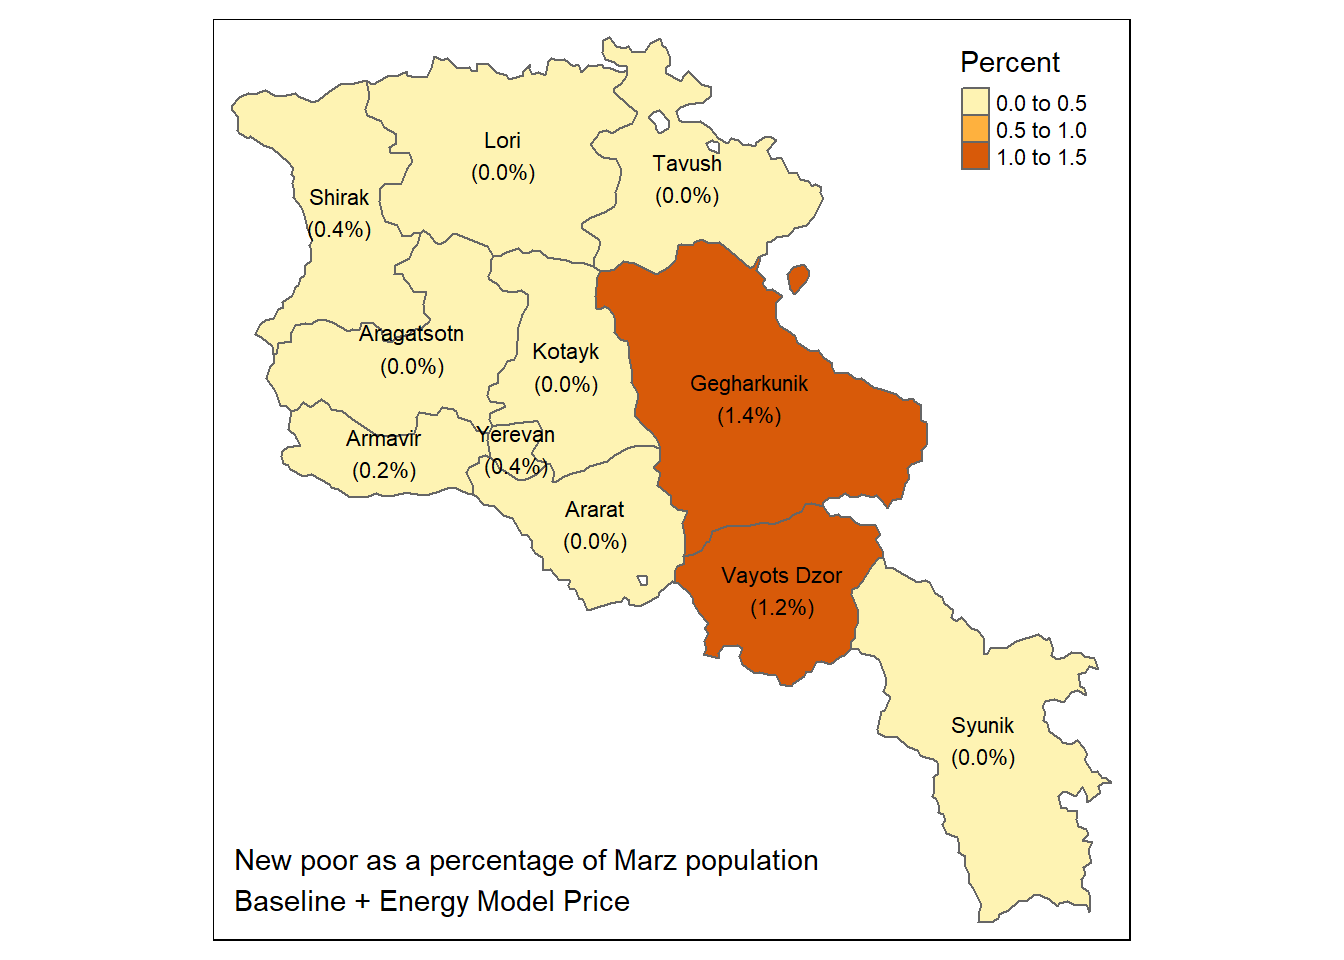 Percent
0.0 to 0.5
0.5 to 1.0
1.0 to 1.5
Lori
(0.0%)
Tavush
(0.0%)
Shirak
(0.4%)
Aragatsotn
(0.0%)
Kotayk
(0.0%)
Gegharkunik
(1.4%)
Armavir
(0.2%)
Yerevan
(0.4%)
Ararat
(0.0%)
Vayots Dzor
(1.2%)
Syunik
(0.0%)
New poor as a percentage of Marz population
Baseline + Energy Model Price